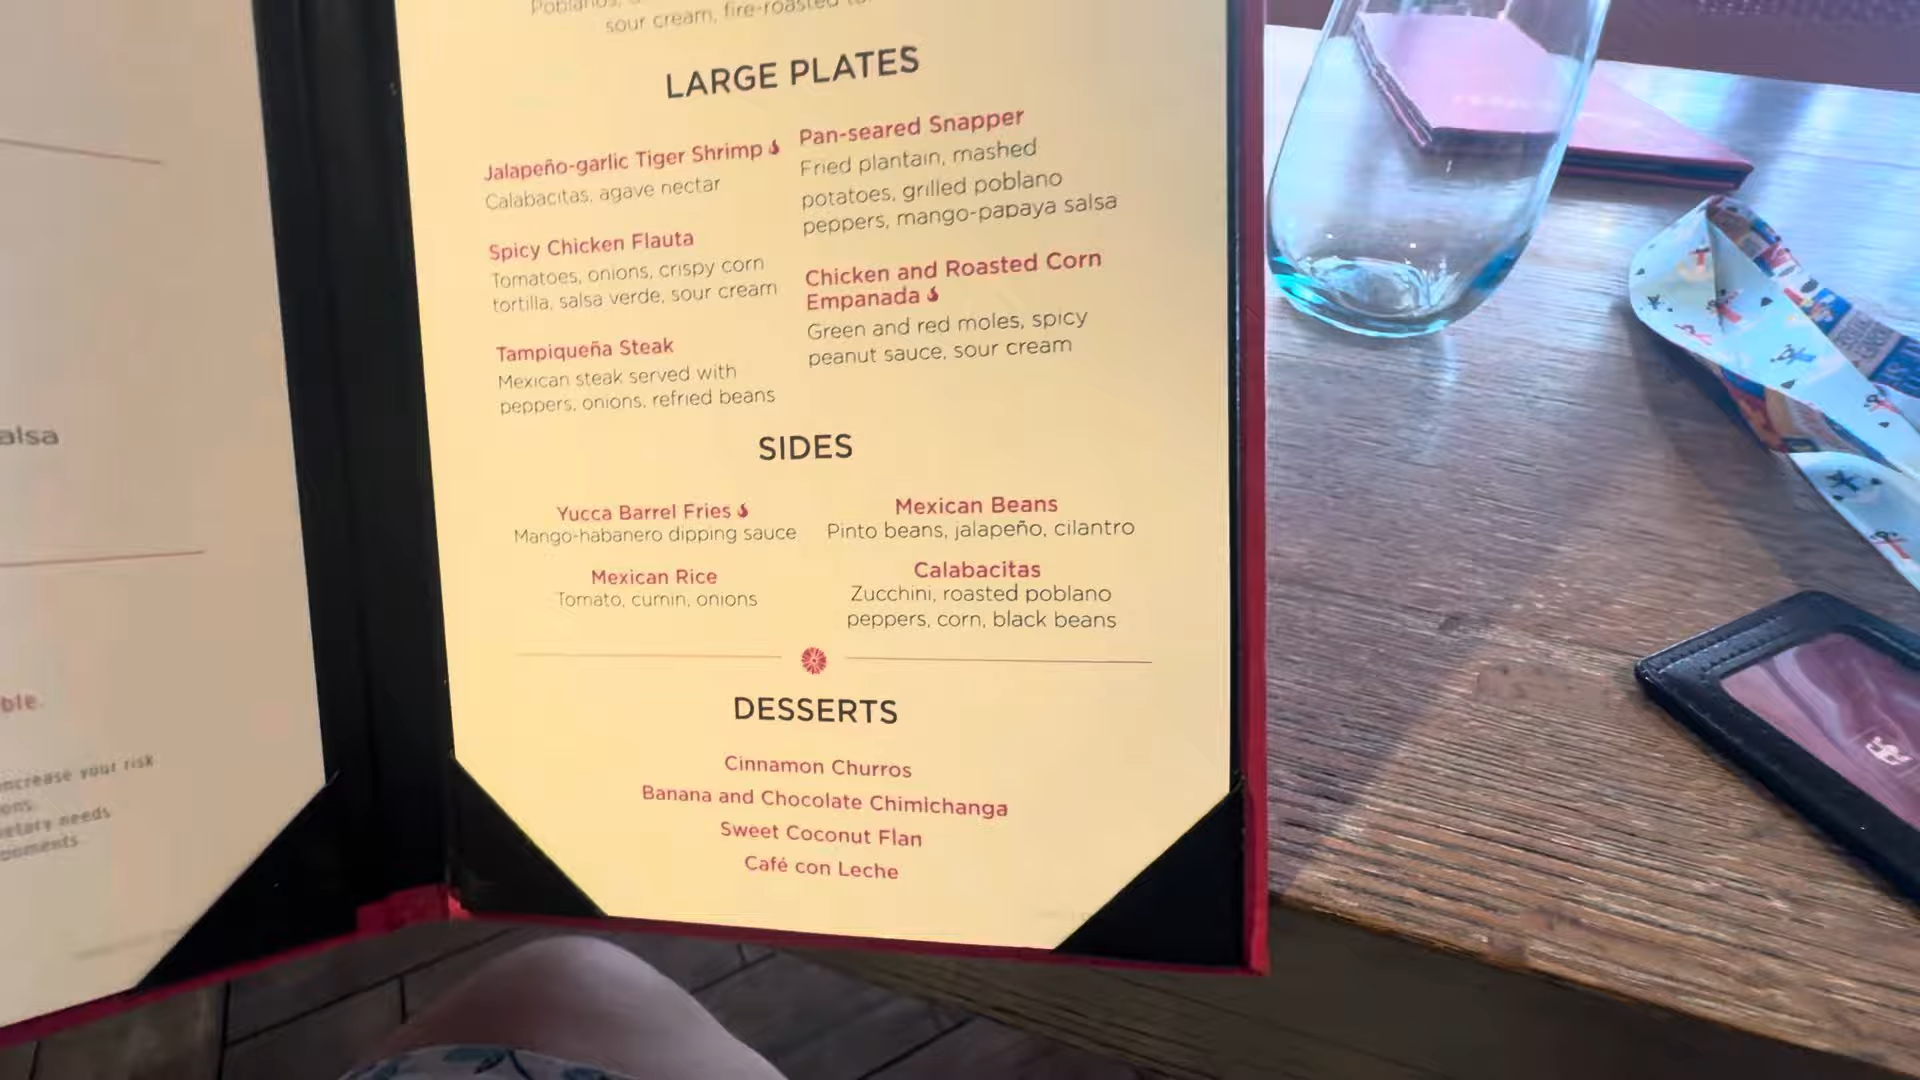 sour cream, fire-roasted
LARGE PLATES
Jalapeño-garlic Tiger Shrimp
Calabacitas, agave nectar
Spicy Chicken Flauta
Tomatoes, onions, crispy corn
tortilla, salsa verde, sour cream
Tampiqueña Steak
Mexican steak served with
peppers, onions, refried beans
Pan-seared Snapper
Fried plantain, mashed
potatoes, grilled poblano
peppers, mango-papaya salsa
Chicken and Roasted Corn
Empanada
Green and red moles, spicy
peanut sauce, sour cream
SIDES
Yucca Barrel Fries
Mango-habanero dipping sauce
Mexican Rice
Tomato, cumin, onions
Mexican Beans
Pinto beans, jalapeño, cilantro
Calabacitas
Zucchini, roasted poblano
peppers, corn, black beans
DESSERTS
Cinnamon Churros
Banana and Chocolate Chimichanga
Sweet Coconut Flan
Café con Leche
alsa
ble.
increase your risk
ons.
etary needs